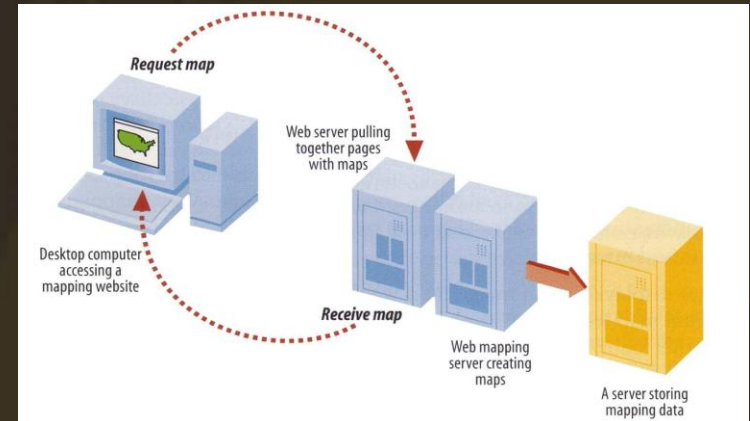 Request map
Web server pulling
together pages
with maps
Desktop computer
accessing a
mapping website
Receive map
Web mapping
server creating
maps
A server storing
mapping data